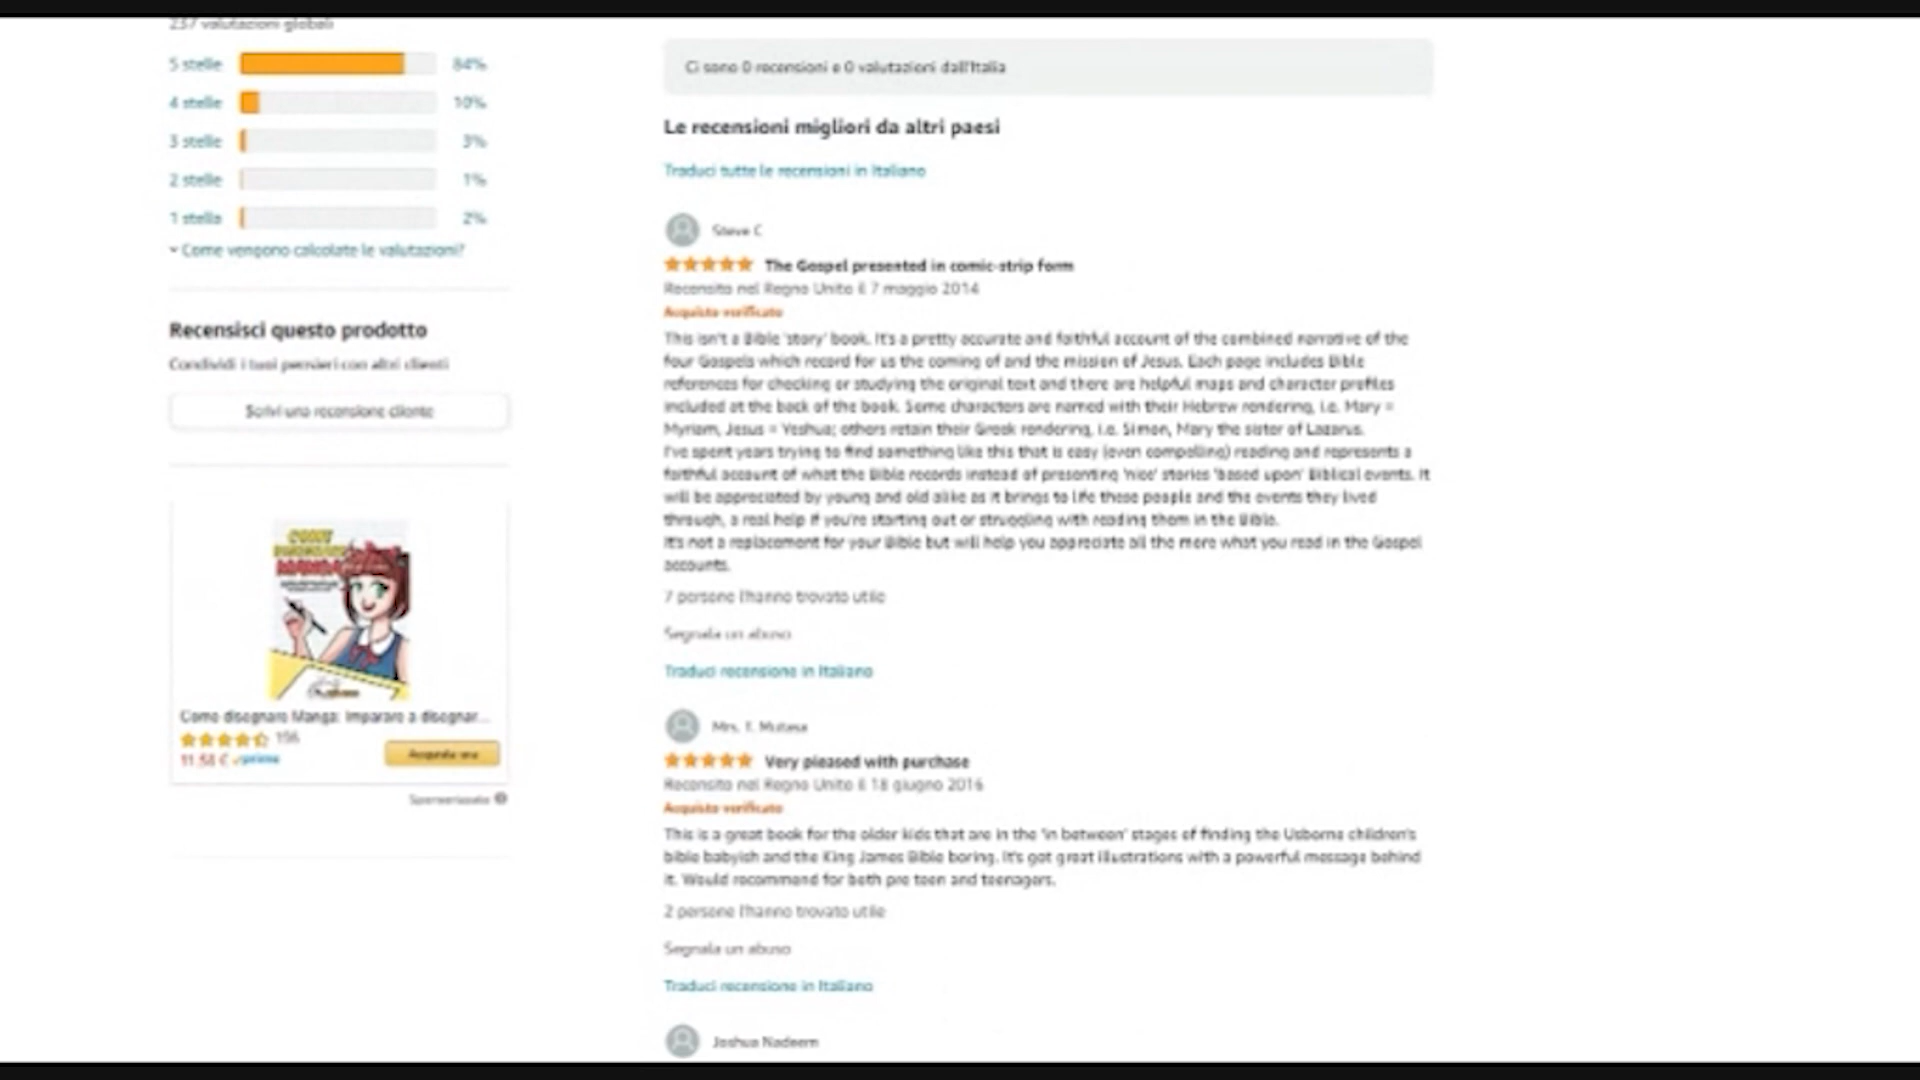 237 valutazioni globali
5 stelle 84%
4 stelle 10%
3 stelle 3%
2 stelle 1%
1 stella 2%
Come vengono calcolate le valutazioni?
Recensisci questo prodotto
Condividi i tuoi pensieri con altri clienti
Scrivi una recensione cliente
COME
DISEGNARE
MANGA
Come disegnare Manga: Imparare a disegnar...
156
11,58 € prime
Acquista ora
Sponsorizzato
Ci sono 0 recensioni e 0 valutazioni dall'Italia
Le recensioni migliori da altri paesi
Traduci tutte le recensioni in Italiano
Steve C
The Gospel presented in comic-strip form
Recensito nel Regno Unito il 7 maggio 2014
Acquisto verificato
This isn't a Bible 'story' book. It's a pretty accurate and faithful account of the combined narrative of the
four Gospels which record for us the coming of and the mission of Jesus. Each page includes Bible
references for checking or studying the original text and there are helpful maps and character profiles
included at the back of the book. Some characters are named with their Hebrew rendering, i.e. Mary =
Myriam, Jesus = Yeshua; others retain their Greek rendering, i.e. Simon, Mary the sister of Lazarus.
I've spent years trying to find something like this that is easy (even compelling) reading and represents a
faithful account of what the Bible records instead of presenting 'nice' stories 'based upon' Biblical events. It
will be appreciated by young and old alike as it brings to life these people and the events they lived
through, a real help if you're starting out or struggling with reading them in the Bible.
It's not a replacement for your Bible but will help you appreciate all the more what you read in the Gospel
accounts.
7 persone l'hanno trovato utile
Segnala un abuso
Traduci recensione in Italiano
Mrs. T. Mutasa
Very pleased with purchase
Recensito nel Regno Unito il 18 giugno 2016
Acquisto verificato
This is a great book for the older kids that are in the 'in between' stages of finding the Usborne children's
bible babyish and the King James Bible boring. It's got great illustrations with a powerful message behind
it. Would recommend for both pre teen and teenagers.
2 persone l'hanno trovato utile
Segnala un abuso
Traduci recensione in Italiano
Joshua Nadeem